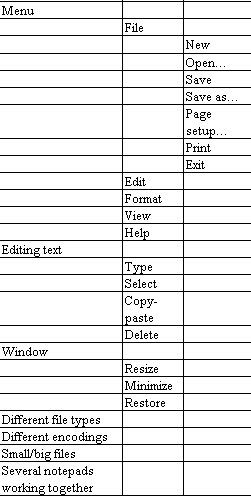 Menu
File
New
Open...
Save
Save as...
Page
setup...
Print
Exit
Edit
Format
View
Help
Editing text
Type
Select
Copy-
paste
Delete
Window
Resize
Minimize
Restore
Different file types
Different encodings
Small/big files
Several notepads
working together